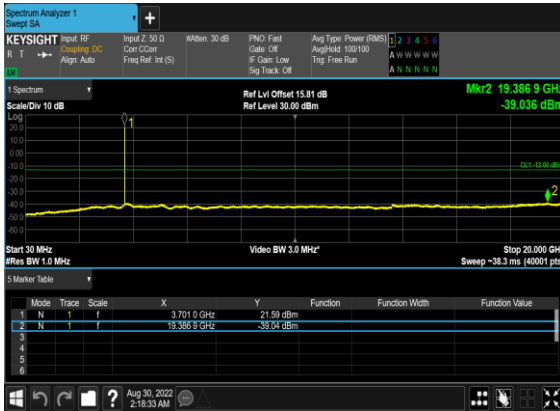 Spectrum Analyzer 1
Swept SA
+
KEYSIGHT Input: RF Input Z: 50 Ω #Atten: 30 dB PNO: Fast Avg Type: Power (RMS) 1 2 3 4 5 6
R T Coupling: DC Corr CCorr Gate: Off Avg|Hold: 100/100 A W W W W W
Align: Auto Freq Ref: Int (S) IF Gain: Low Trig: Free Run
Sig Track: Off A N N N N N
1 Spectrum Mkr2 19.386 9 GHz
Scale/Div 10 dB Ref Lvl Offset 15.81 dB -39.036 dBm
Ref Level 30.00 dBm
Log
1
20.0
10.0
0.00
-10.0
DL1 -13.00 dBm
-20.0
-30.0
2
-40.0
-50.0
-60.0
Start 30 MHz Video BW 3.0 MHz* Stop 20.000 GHz
#Res BW 1.0 MHz Sweep ~38.3 ms (40001 pts)
5 Marker Table
Mode Trace Scale X Y Function Function Width Function Value
1 N 1 f 3.701 0 GHz 21.59 dBm
2 N 1 f 19.386 9 GHz -39.04 dBm
3
4
5
6
? Aug 30, 2022
2:18:33 AM